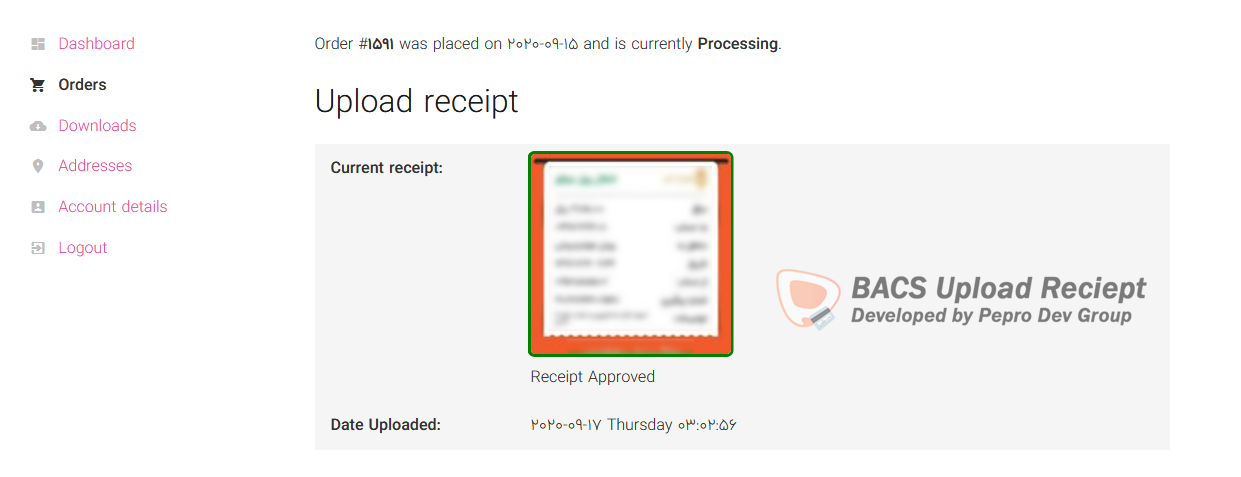 Dashboard
Orders
Downloads
Addresses
Account details
Logout
Order #۱۵۹۱ was placed on ۲۰۲۰-۰۹-۱۵ and is currently Processing.
Upload receipt
Current receipt:
Receipt Approved
BACS Upload Reciept
Developed by Pepro Dev Group
Date Uploaded: ۲۰۲۰-۰۹-۱۷ Thursday ۰۳:۰۲:۵۶